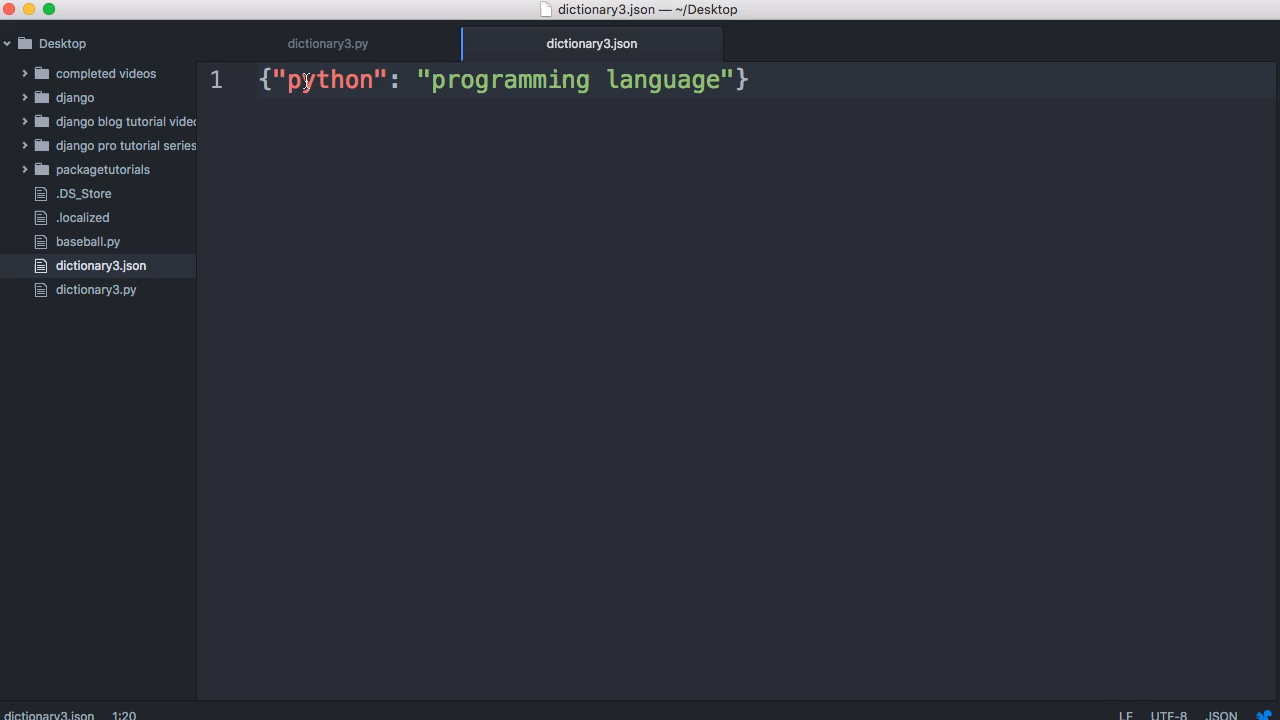 dictionary3.json — ~/Desktop
Desktop
dictionary3.py
dictionary3.json
completed videos
django
django blog tutorial vide
django pro tutorial series
packagetutorials
.DS_Store
.localized
baseball.py
dictionary3.json
dictionary3.py
1 {"python": "programming language"}
dictionary3.json 1:20 LF UTF-8 JSON